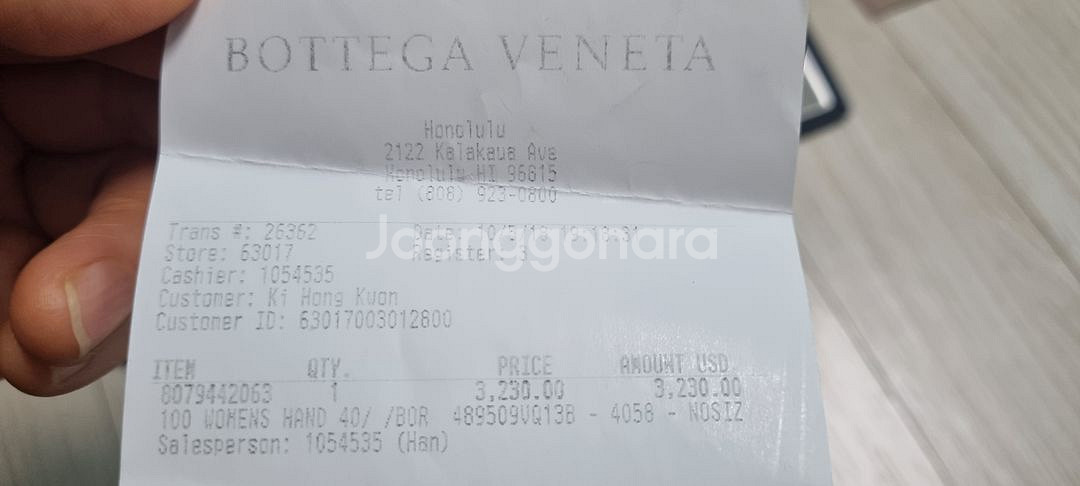 BOTTEGA VENETA
Honolulu
2122 Kalakaua Ave
Honolulu HI 96815
tel (808) 923-0800
Trans #: 26362 Date:
Store: 63017 Register: 3
Cashier: 1054535
Customer: Ki Hong Kwon
Customer ID: 63017003012800
Joonggonara
ITEM QTY. PRICE AMOUNT USD
8079442063 1 3,230.00 3,230.00
100 WOMENS HAND 40/ /BOR 489509VQ13B - 4058 - NOSIZ
Salesperson: 1054535 (Han)